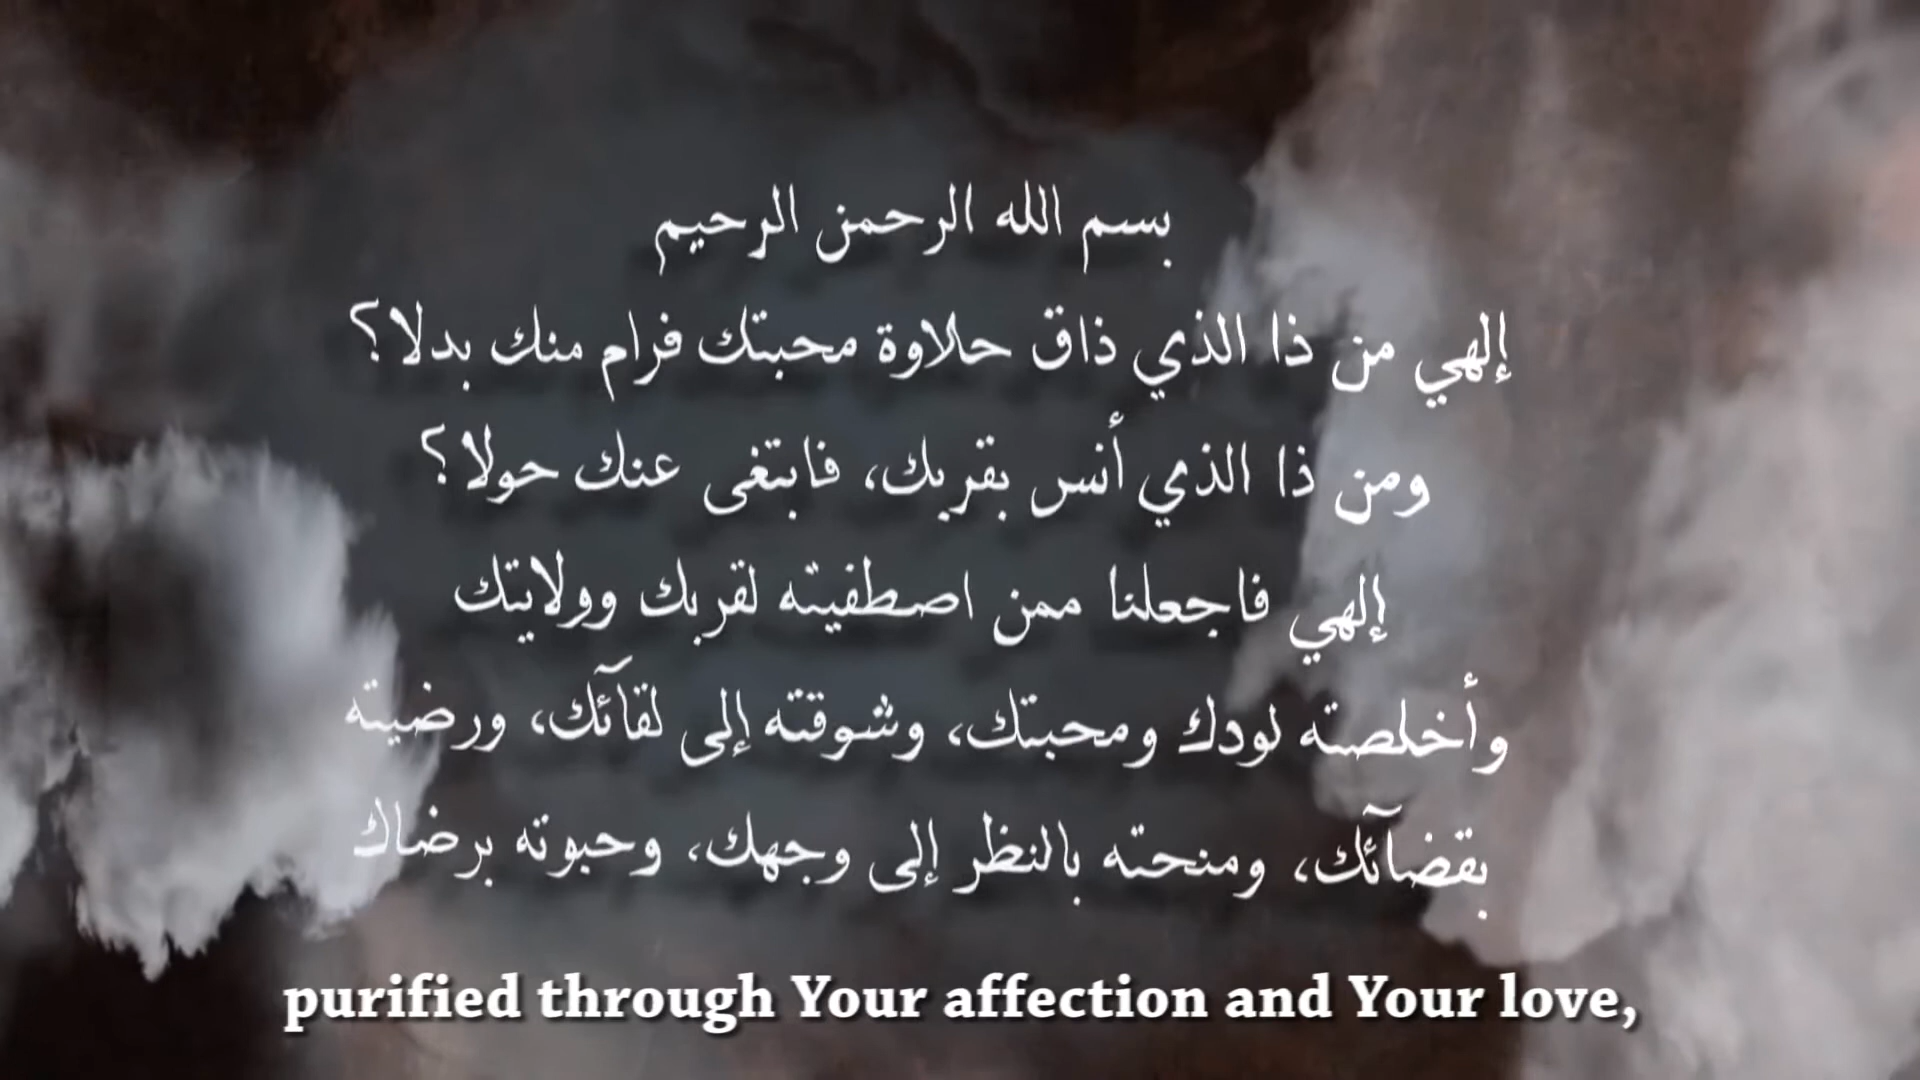 بسم الله الرحمن الرحيم
إلهي من ذا الذي ذاق حلاوة محبتك فرام منك بدلا؟
ومن ذا الذي أنس بقربك، فابتغى عنك حولا؟
إلهي فاجعلنا ممن اصطفيته لقربك وولايتك
وأخلصته لودك ومحبتك، وشوقته إلى لقآئك، ورضيته
بقضآئك، ومنحته بالنظر إلى وجهك، وحبوته برضاك
purified through Your affection and Your love,